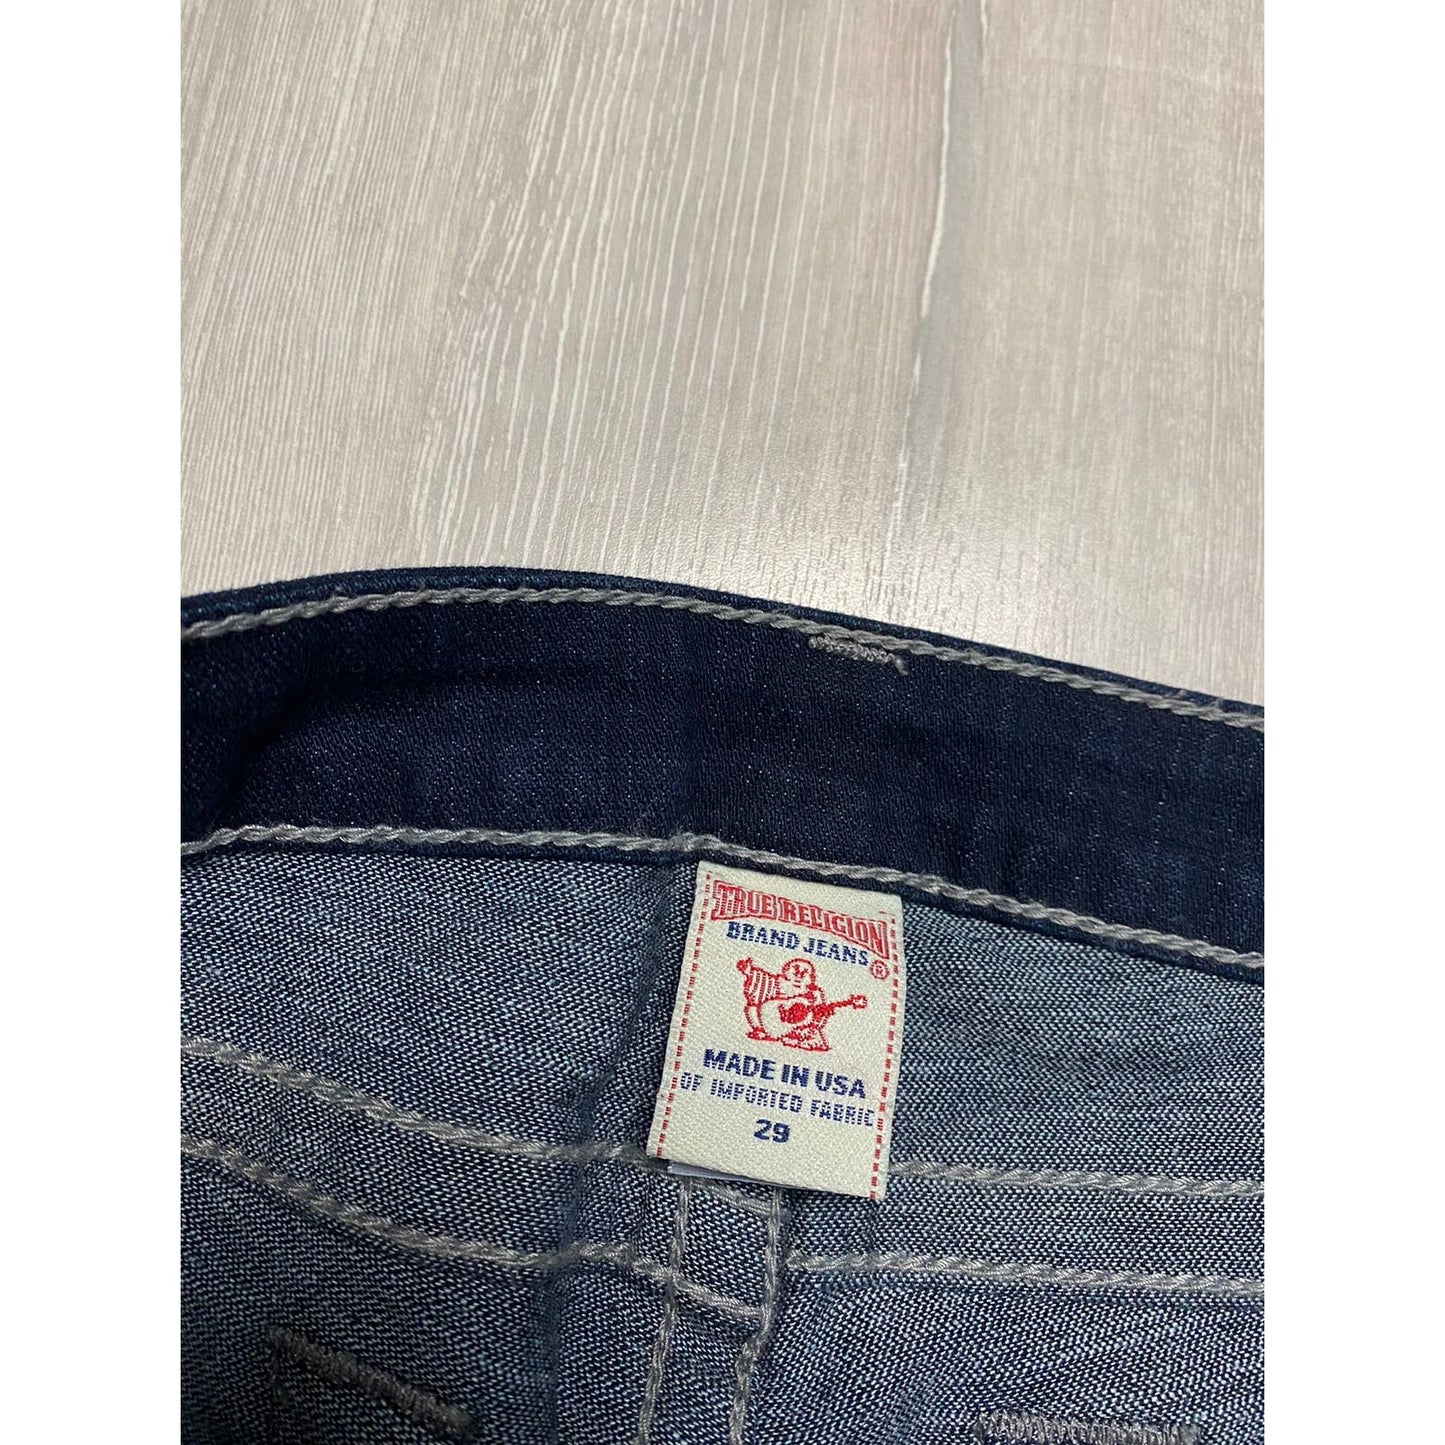 TRUE RELIGION
BRAND JEANS®
MADE IN USA
OF IMPORTED FABRIC
29